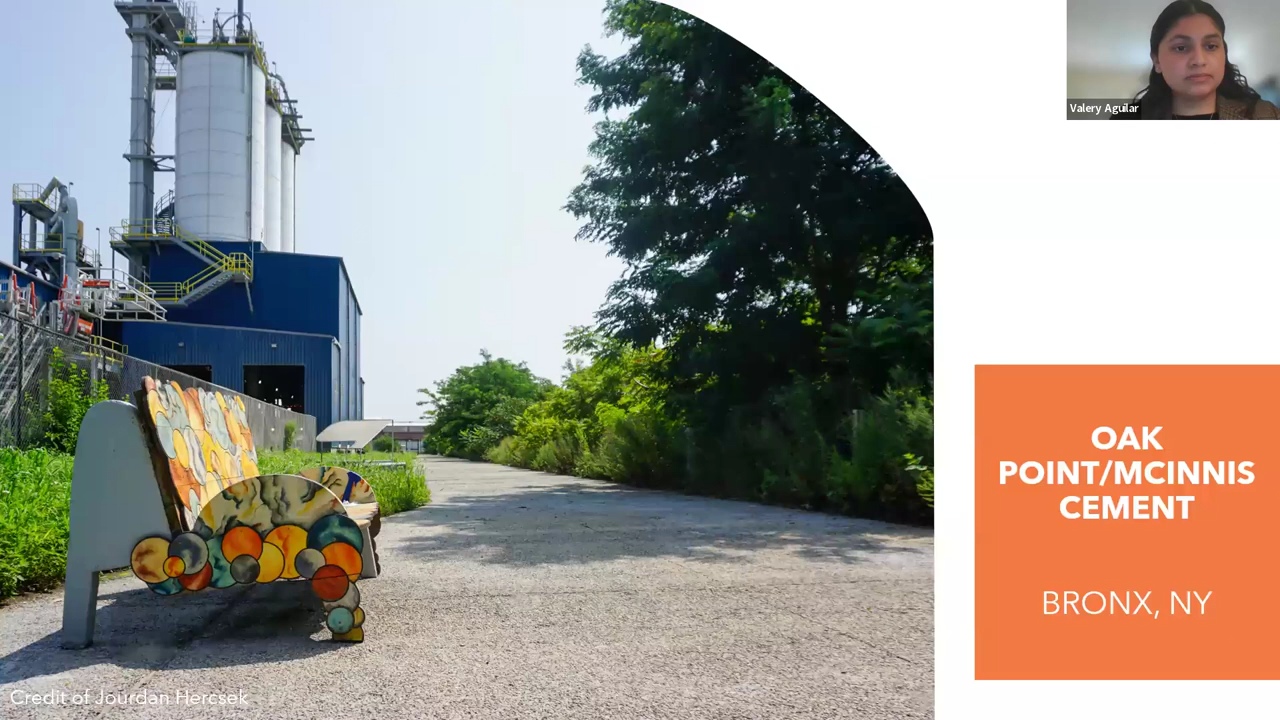 Valery Aguilar
OAK
POINT/MCINNIS
CEMENT
BRONX, NY
Credit of Jourdan Hercsek